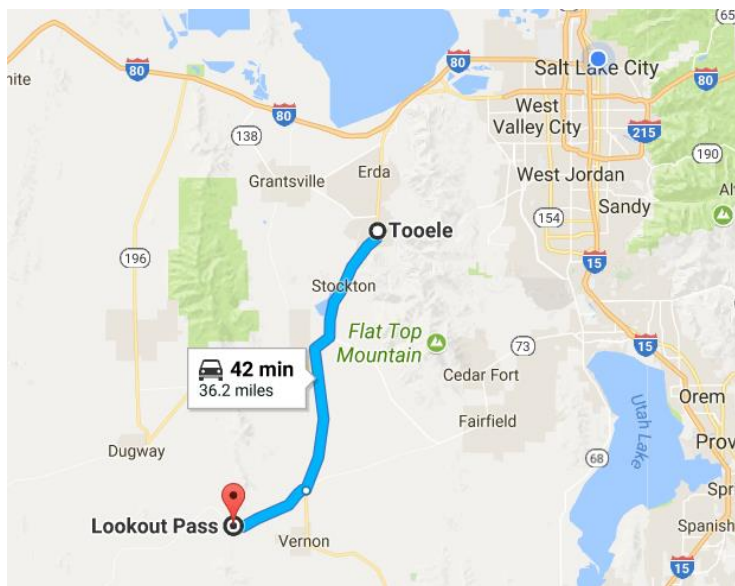 65
80
80
138
80
Salt Lake City
80
West
Valley City
215
190
Grantsville
Erda
West Jordan
Sandy
Tooele
154
15
196
Stockton
Flat Top
Mountain
73
15
42 min
36.2 miles
Cedar Fort
Orem
Utah Lake
Fairfield
Dugway
68
Lookout Pass
Vernon
Spanish
15